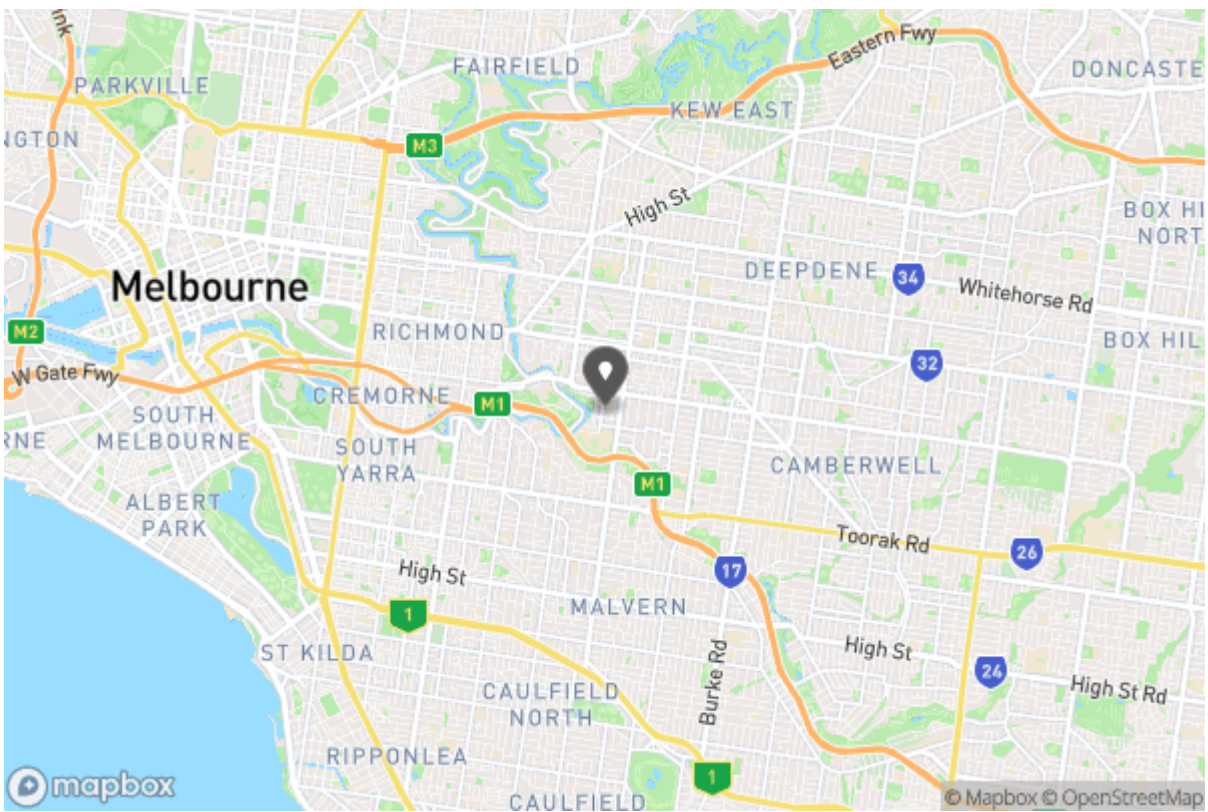 ink
PARKVILLE
FAIRFIELD
Eastern Fwy
DONCASTE
KEW EAST
NGTON
M3
High St
BOX HI
NORT
DEEPDENE
34
Whitehorse Rd
Melbourne
M2
RICHMOND
BOX HIL
W Gate Fwy
32
CREMORNE
M1
SOUTH
MELBOURNE
RNE
SOUTH
YARRA
CAMBERWELL
M1
ALBERT
PARK
Toorak Rd
26
High St
17
1
MALVERN
ST KILDA
High St
24
High St Rd
Burke Rd
CAULFIELD
NORTH
RIPPONLEA
1
mapbox
CAULFIELD
© Mapbox © OpenStreetMap